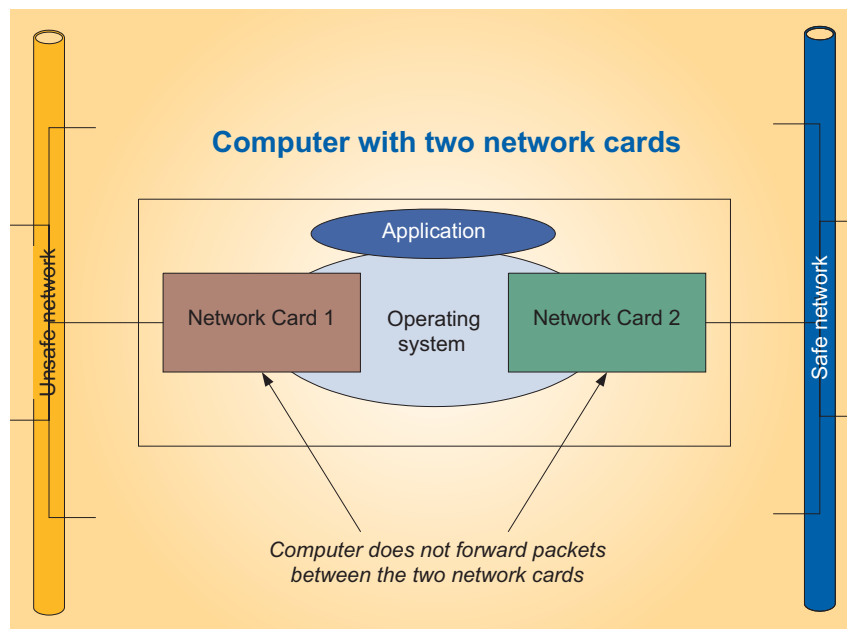 Computer with two network cards
Application
Unsafe network
Network Card 1
Operating
system
Network Card 2
Safe network
Computer does not forward packets
between the two network cards